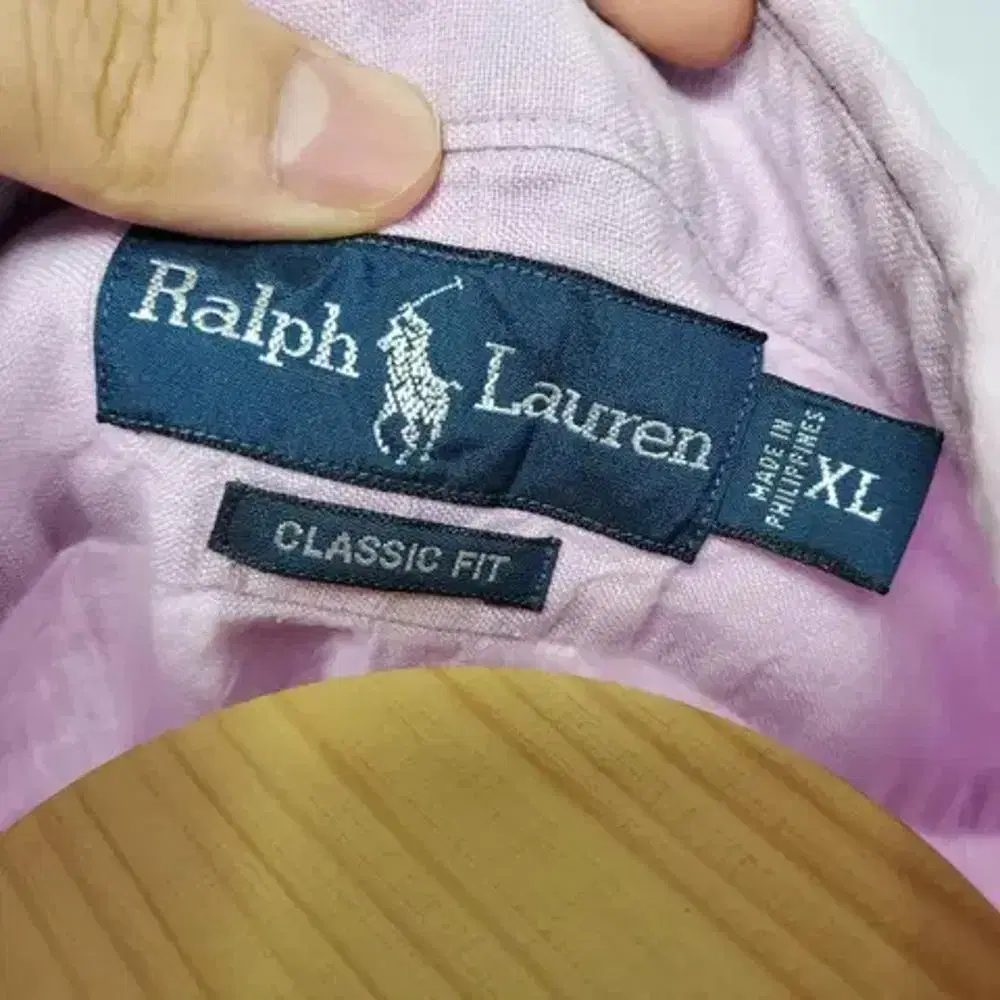 Ralph Lauren
MADE IN
PHILIPPINES
XL
CLASSIC FIT